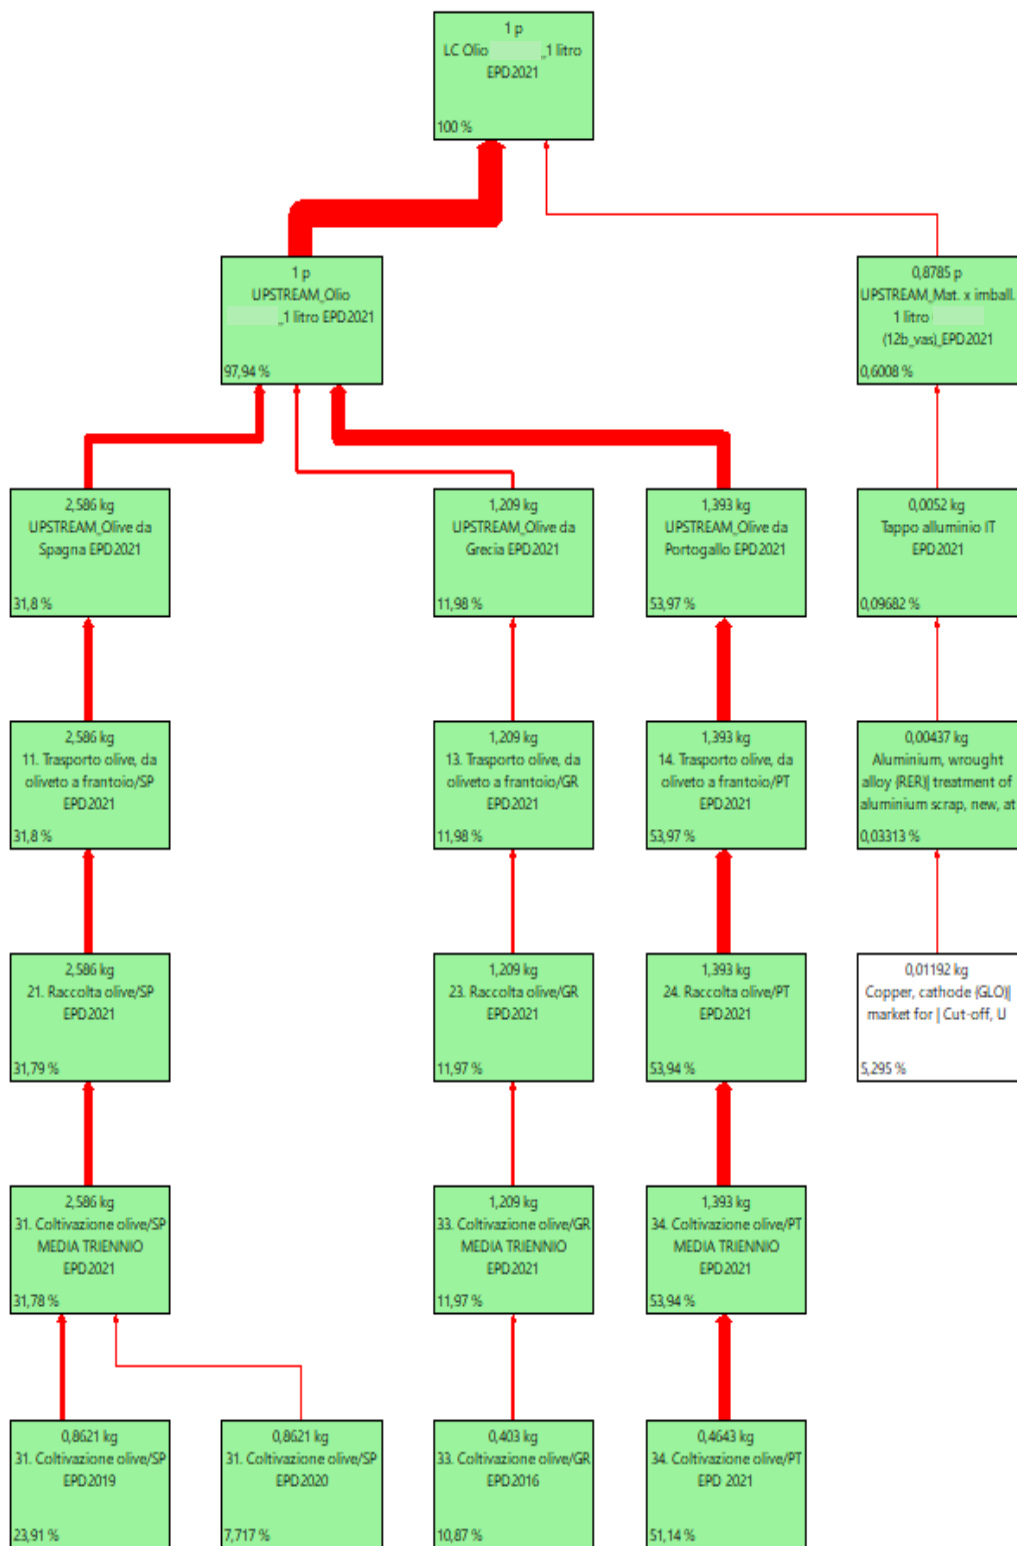 1 p
LC Olio _1 litro
EPD2021
100 %
1 p
UPSTREAM_Olio
_1 litro EPD2021
97,94 %
0,8785 p
UPSTREAM_Mat. x imball.
1 litro
(12b_vas)_EPD2021
0,6008 %
2,586 kg
UPSTREAM_Olive da
Spagna EPD2021
31,8 %
1,209 kg
UPSTREAM_Olive da
Grecia EPD2021
11,98 %
1,393 kg
UPSTREAM_Olive da
Portogallo EPD2021
53,97 %
0,0052 kg
Tappo alluminio IT
EPD2021
0,09682 %
2,586 kg
11. Trasporto olive, da
oliveto a frantoio/SP
EPD2021
31,8 %
1,209 kg
13. Trasporto olive, da
oliveto a frantoio/GR
EPD2021
11,98 %
1,393 kg
14. Trasporto olive, da
oliveto a frantoio/PT
EPD2021
53,97 %
0,00437 kg
Aluminium, wrought
alloy {RER}| treatment of
aluminium scrap, new, at
0,03313 %
2,586 kg
21. Raccolta olive/SP
EPD2021
31,79 %
1,209 kg
23. Raccolta olive/GR
EPD2021
11,97 %
1,393 kg
24. Raccolta olive/PT
EPD2021
53,94 %
0,01192 kg
Copper, cathode {GLO}|
market for | Cut-off, U
5,295 %
2,586 kg
31. Coltivazione olive/SP
MEDIA TRIENNIO
EPD2021
31,78 %
1,209 kg
33. Coltivazione olive/GR
MEDIA TRIENNIO
EPD2021
11,97 %
1,393 kg
34. Coltivazione olive/PT
MEDIA TRIENNIO
EPD2021
53,94 %
0,8621 kg
31. Coltivazione olive/SP
EPD2019
23,91 %
0,8621 kg
31. Coltivazione olive/SP
EPD2020
7,717 %
0,403 kg
33. Coltivazione olive/GR
EPD2016
10,87 %
0,4643 kg
34. Coltivazione olive/PT
EPD 2021
51,14 %